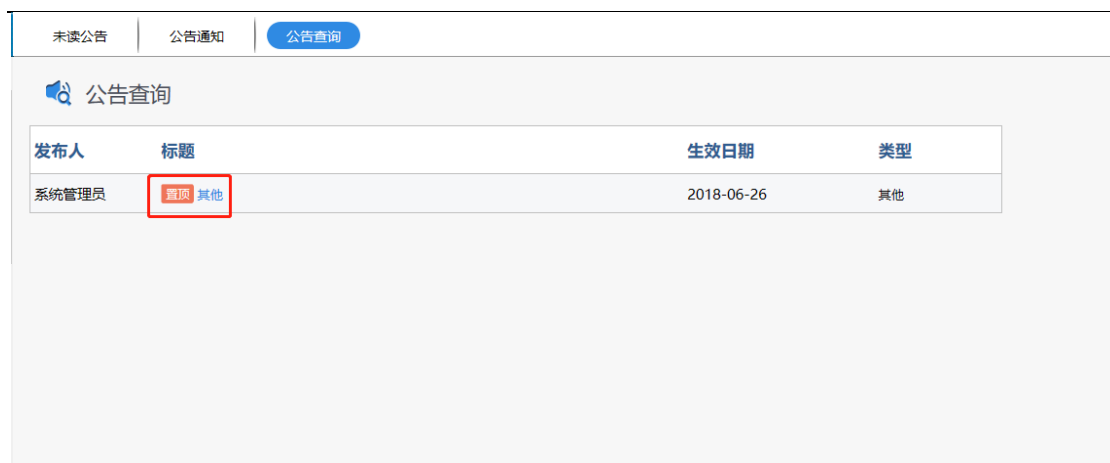 未读公告 公告通知 公告查询
公告查询
发布人 标题 生效日期 类型
系统管理员 置顶 其他 2018-06-26 其他